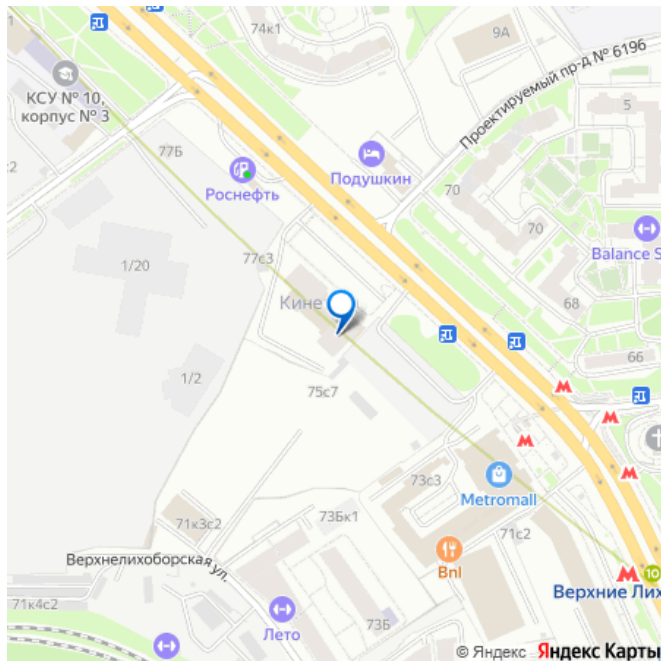 74к1
9А
КСУ № 10,
корпус № 3
Проектируемый пр-д № 6196
5
77Б
Подушкин
Роснефть
70
70
Balance S
77с3
1/20
68
Кине
66
1/2
75с7
73с3
Metromall
71к3с2
73Бк1
71с2
Верхнелихоборская ул.
Bnl
10
Верхние Лих
71к4с2
Лето
73Б
© Яндекс Яндекс Карты